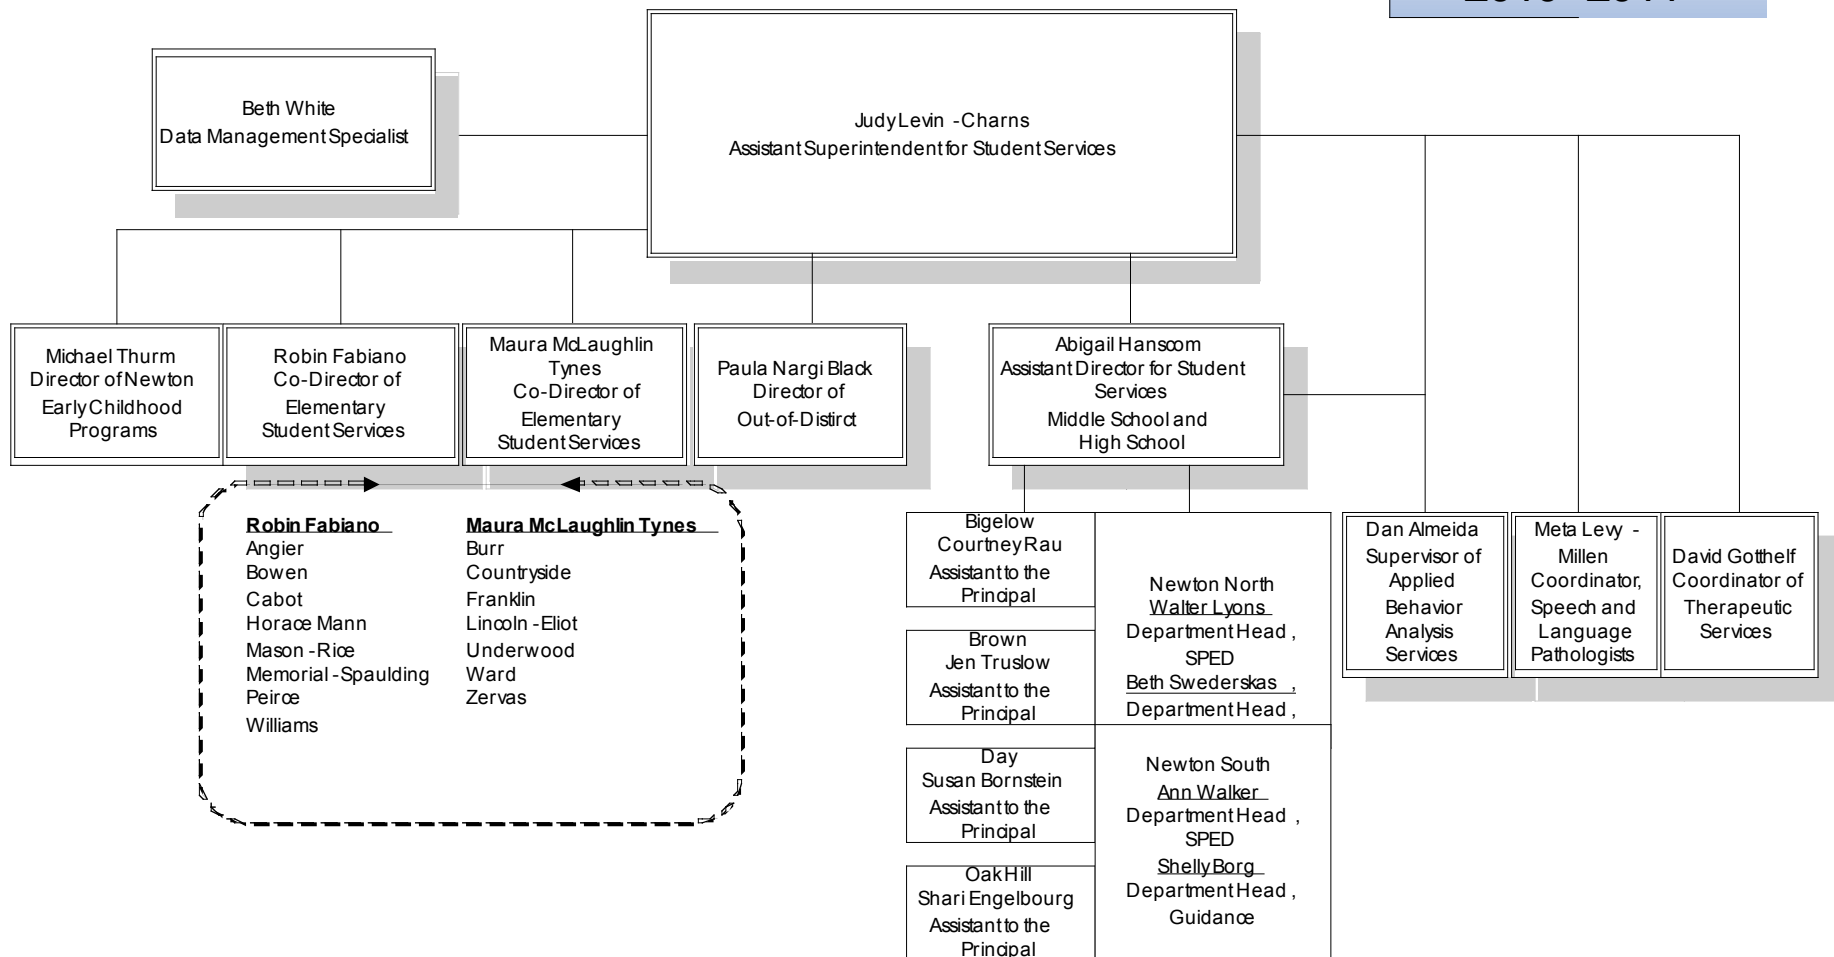 Beth White
Data Management Specialist
Judy Levin - Charns
Assistant Superintendent for Student Services
Michael Thurm
Director of Newton
Early Childhood
Programs
Robin Fabiano
Co-Director of
Elementary
Student Services
Maura McLaughlin
Tynes
Co-Director of
Elementary
Student Services
Paula Nargi Black
Director of
Out-of-Distirct
Abigail Hanscom
Assistant Director for Student
Services
Middle School and
High School
Robin Fabiano
Angier
Bowen
Cabot
Horace Mann
Mason - Rice
Memorial - Spaulding
Peirce
Williams
Maura McLaughlin Tynes
Burr
Countryside
Franklin
Lincoln - Eliot
Underwood
Ward
Zervas
Bigelow
Courtney Rau
Assistant to the
Principal
Brown
Jen Truslow
Assistant to the
Principal
Day
Susan Bornstein
Assistant to the
Principal
Oak Hill
Shari Engelbourg
Assistant to the
Principal
Newton North
Walter Lyons
Department Head ,
SPED
Beth Swederskas ,
Department Head ,
Newton South
Ann Walker
Department Head ,
SPED
Shelly Borg
Department Head ,
Guidance
Dan Almeida
Supervisor of
Applied
Behavior
Analysis
Services
Meta Levy -
Millen
Coordinator,
Speech and
Language
Pathologists
David Gotthelf
Coordinator of
Therapeutic
Services